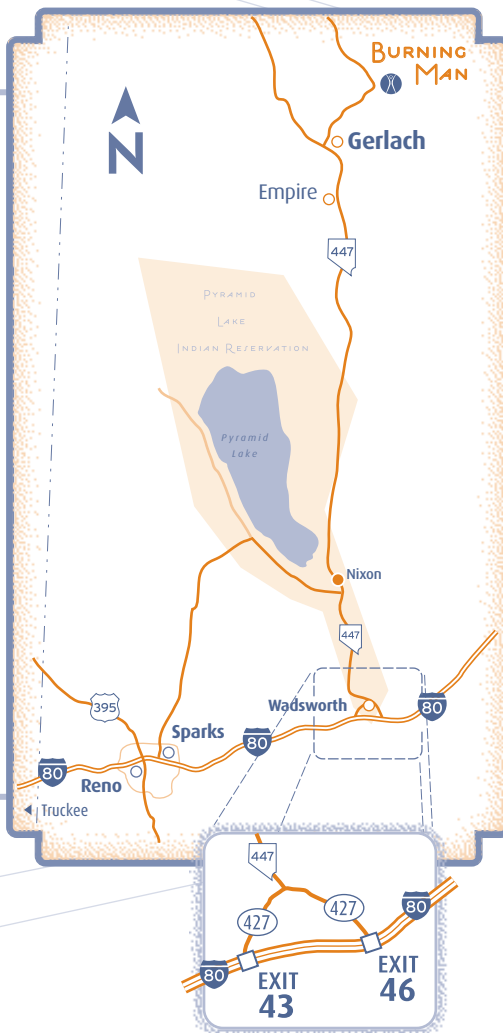 BURNING
MAN
N
Gerlach
Empire
447
PYRAMID
LAKE
INDIAN RESERVATION
Pyramid
Lake
Nixon
447
395
Wadsworth
80
Sparks
80
80
Reno
Truckee
447
80
427
427
80
EXIT
43
EXIT
46